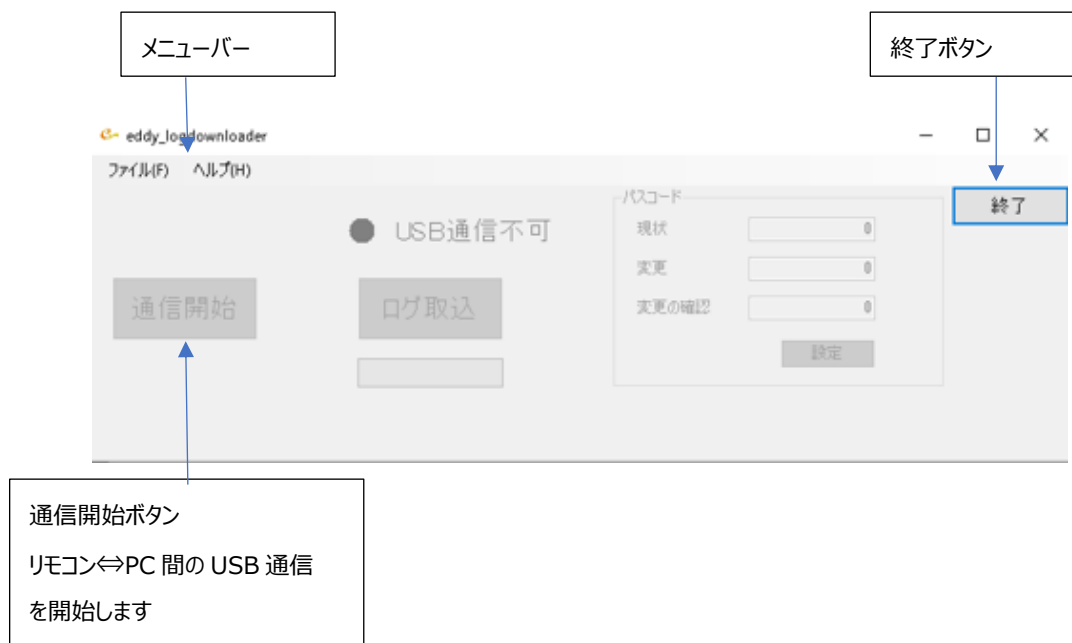 メニューバー
終了ボタン
eddy_logdownloader
ファイル(F) ヘルプ(H)
終了
パスコード
USB通信不可
現状 0
変更 0
通信開始
ログ取込
変更の確認 0
設定
通信開始ボタン
リモコン⇔PC 間の USB 通信
を開始します